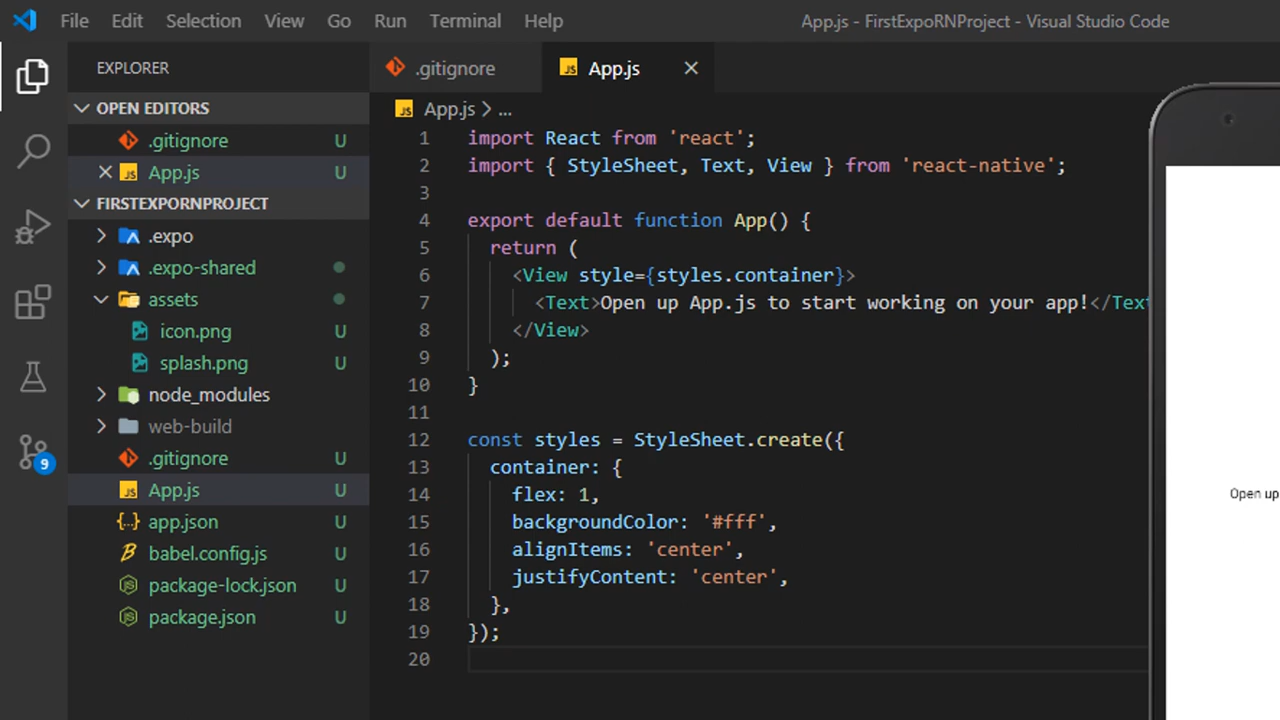 File Edit Selection View Go Run Terminal Help App.js - FirstExpoRNProject - Visual Studio Code
EXPLORER
OPEN EDITORS
.gitignore U
App.js U
FIRSTEXPORNPROJECT
.expo
.expo-shared
assets
icon.png U
splash.png U
node_modules
web-build
.gitignore U
App.js U
app.json U
babel.config.js U
package-lock.json U
package.json U
9
.gitignore App.js
App.js > ...
1 import React from 'react';
2 import { StyleSheet, Text, View } from 'react-native';
3
4 export default function App() {
5 return (
6 <View style={styles.container}>
7 <Text>Open up App.js to start working on your app!</Text
8 </View>
9 );
10 }
11
12 const styles = StyleSheet.create({
13 container: {
14 flex: 1,
15 backgroundColor: '#fff',
16 alignItems: 'center',
17 justifyContent: 'center',
18 },
19 });
20
Open up